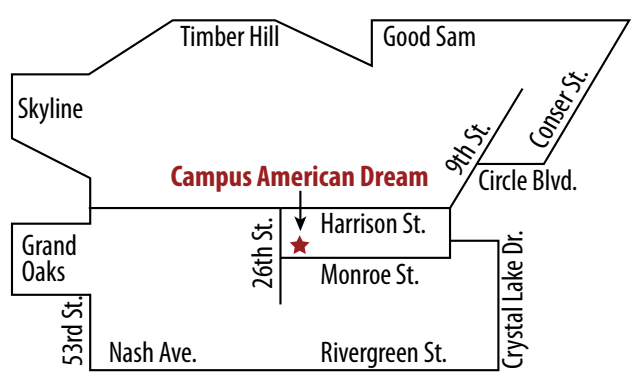 Timber Hill
Good Sam
Skyline
Conser St.
9th St.
Campus American Dream
Circle Blvd.
Harrison St.
26th St.
Grand
Oaks
Monroe St.
Crystal Lake Dr.
53rd St.
Nash Ave.
Rivergreen St.